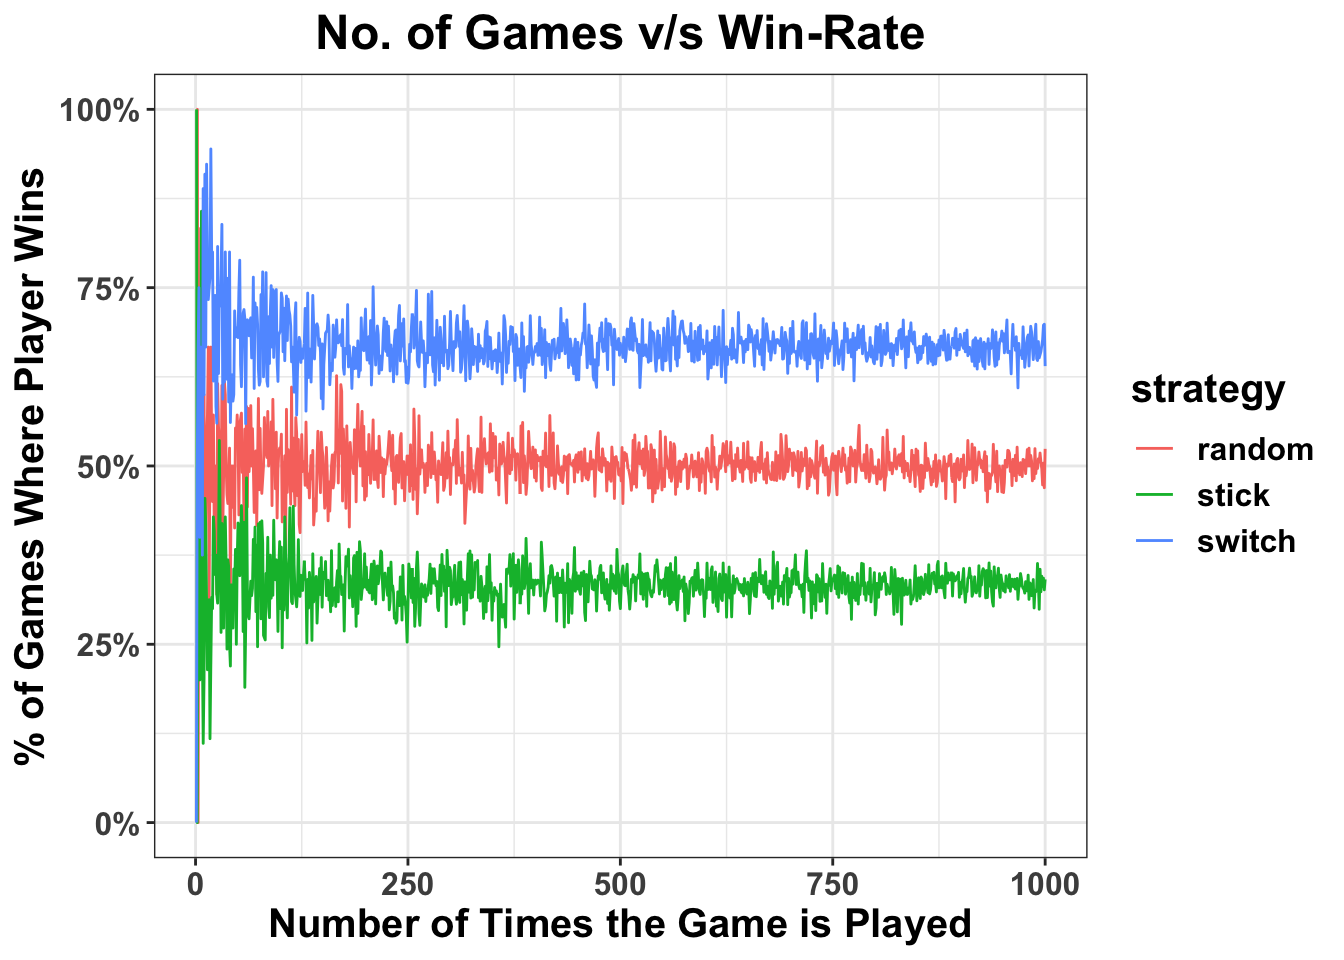 No. of Games v/s Win-Rate
% of Games Where Player Wins
100%
75%
50%
25%
0%
0 250 500 750 1000
Number of Times the Game is Played
strategy
random
stick
switch